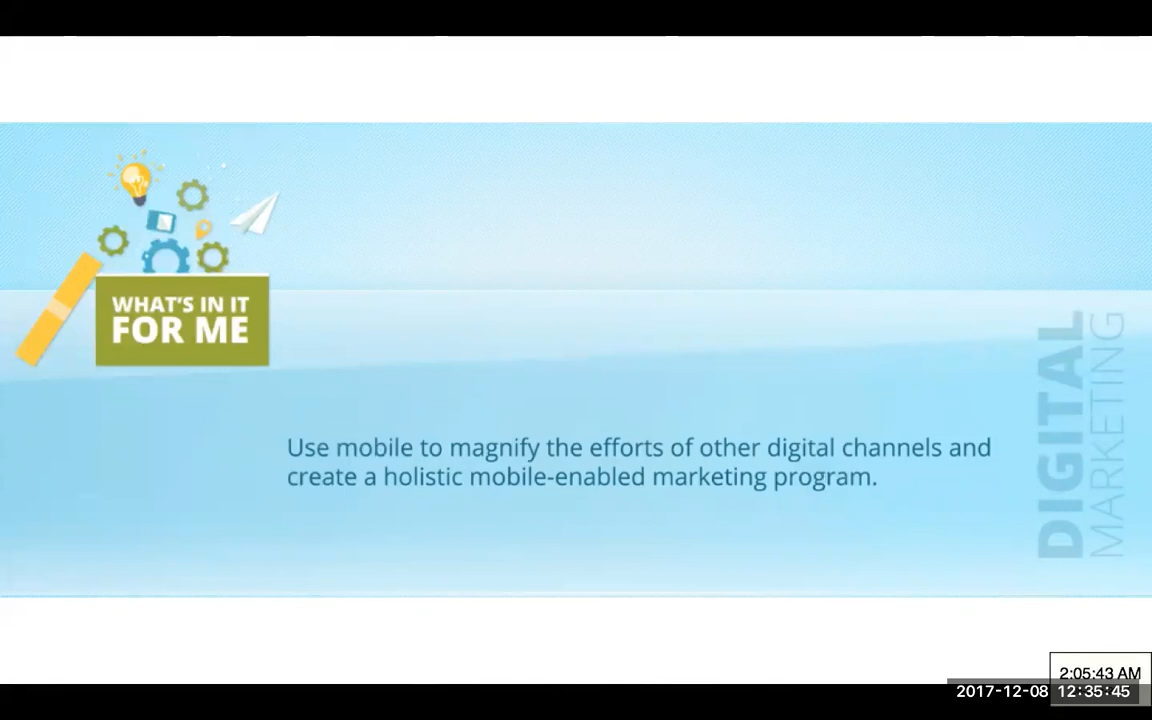 WHAT'S IN IT
FOR ME
Use mobile to magnify the efforts of other digital channels and
create a holistic mobile-enabled marketing program.
DIGITAL
MARKETING
2:05:43 AM
2017-12-08 12:35:45